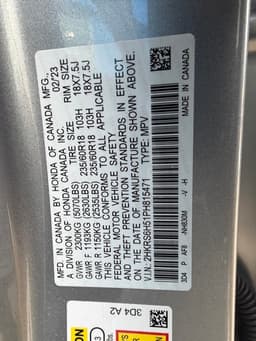 MFD. IN CANADA BY HONDA OF CANADA MFG. 02/23
A DIVISION OF HONDA CANADA INC.
TIRE SIZE RIM SIZE
GVWR 2300KG (5070LBS)
GAWR F 1193KG (2630LBS) 235/60R18 103H 18X7.5J
GAWR R 1150KG (2535LBS) 235/60R18 103H 18X7.5J
THIS VEHICLE CONFORMS TO ALL APPLICABLE
FEDERAL MOTOR VEHICLE SAFETY
AND THEFT PREVENTION STANDARDS IN EFFECT
ON THE DATE OF MANUFACTURE SHOWN ABOVE.
V.I.N: 2HKRS6H51PH815471 TYPE: MPV
3D4 P AF8 -NH830M -V -H MADE IN CANADA
3D4 A2